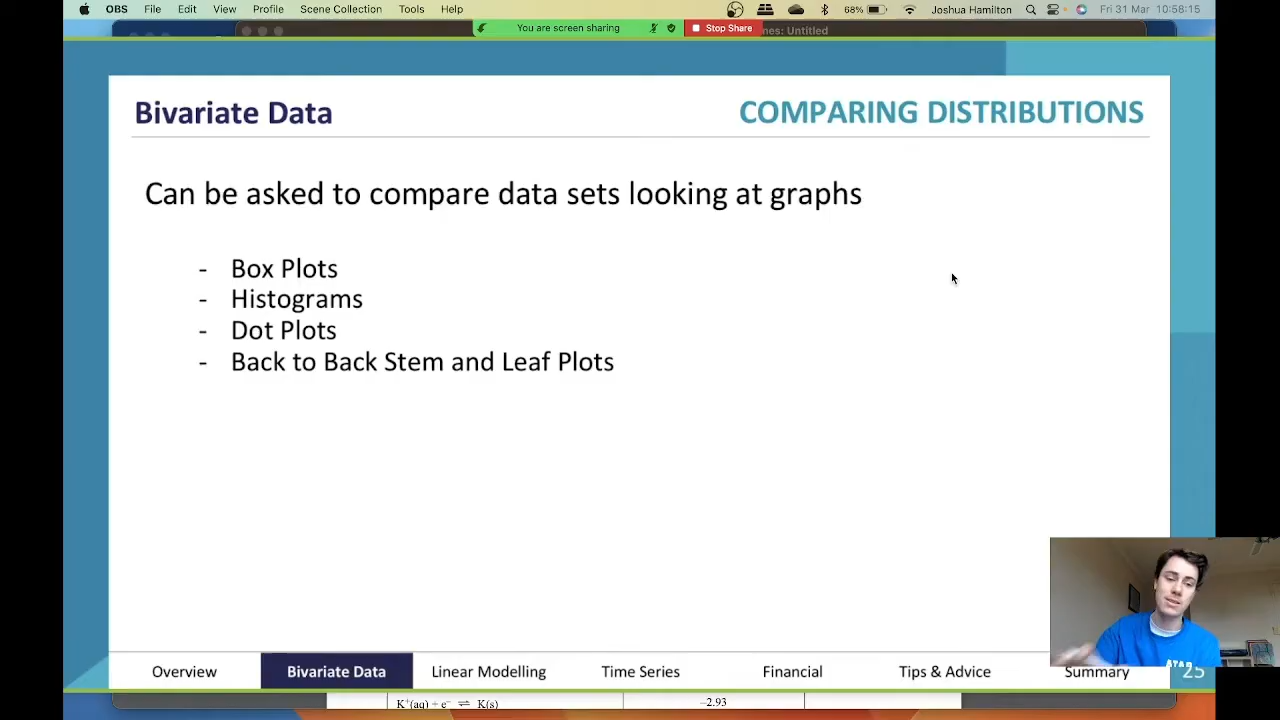 OBS File Edit View Profile Scene Collection Tools Help 68% Joshua Hamilton Fri 31 Mar 10:58:15
You are screen sharing Stop Share nes: Untitled
Bivariate Data COMPARING DISTRIBUTIONS
Can be asked to compare data sets looking at graphs
- Box Plots
- Histograms
- Dot Plots
- Back to Back Stem and Leaf Plots
ATAR
Overview Bivariate Data Linear Modelling Time Series Financial Tips & Advice Summary 25
K⁺(aq) + e⁻ ⇌ K(s) -2.93